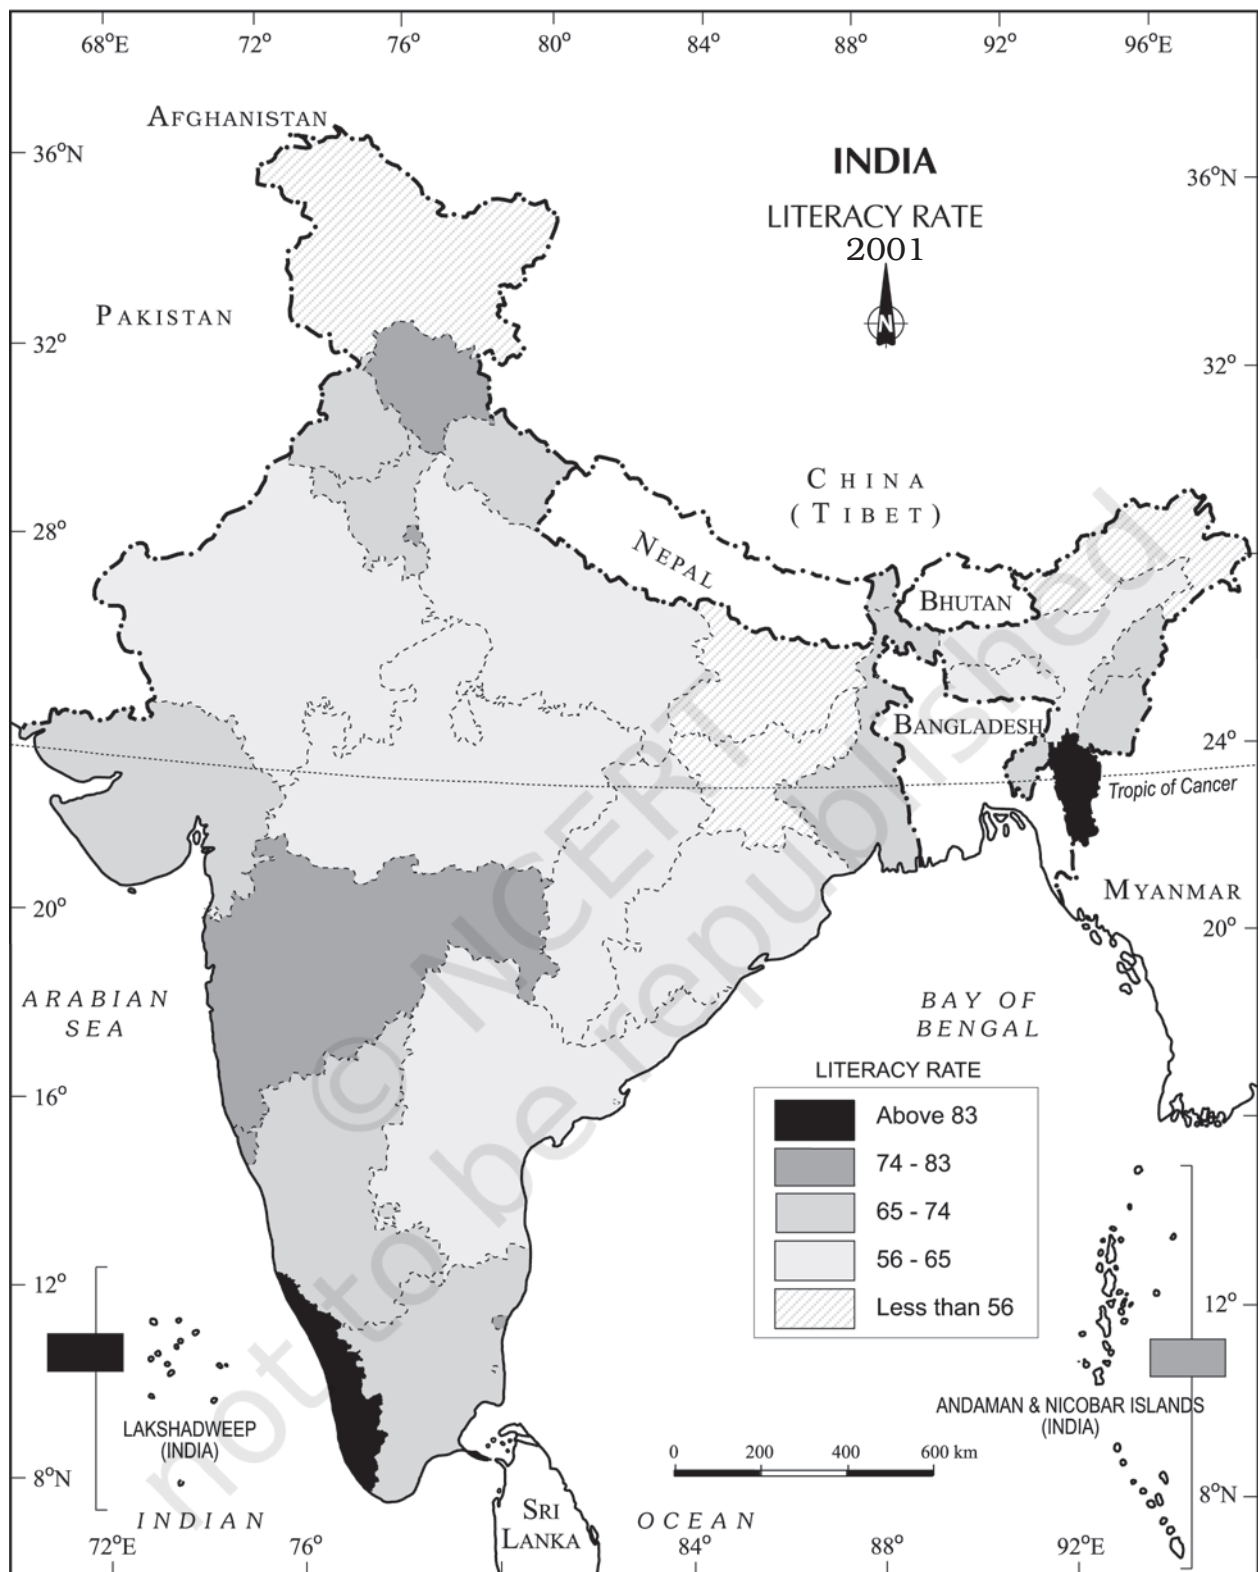 68°E 72° 76° 80° 84° 88° 92° 96°E
AFGHANISTAN
36°N
INDIA
36°N
LITERACY RATE
2001
N
PAKISTAN
32°
32°
CHINA
(TIBET)
28°
NEPAL
BHUTAN
BANGLADESH
24°
Tropic of Cancer
MYANMAR
20°
20°
ARABIAN
SEA
BAY OF
BENGAL
LITERACY RATE
16°
Above 83
74 - 83
65 - 74
56 - 65
Less than 56
12°
12°
LAKSHADWEEP
(INDIA)
ANDAMAN & NICOBAR ISLANDS
(INDIA)
0 200 400 600 km
8°N
8°N
SRI
LANKA
INDIAN OCEAN
72°E 76° 84° 88° 92°E
© NCERT
not to be republished